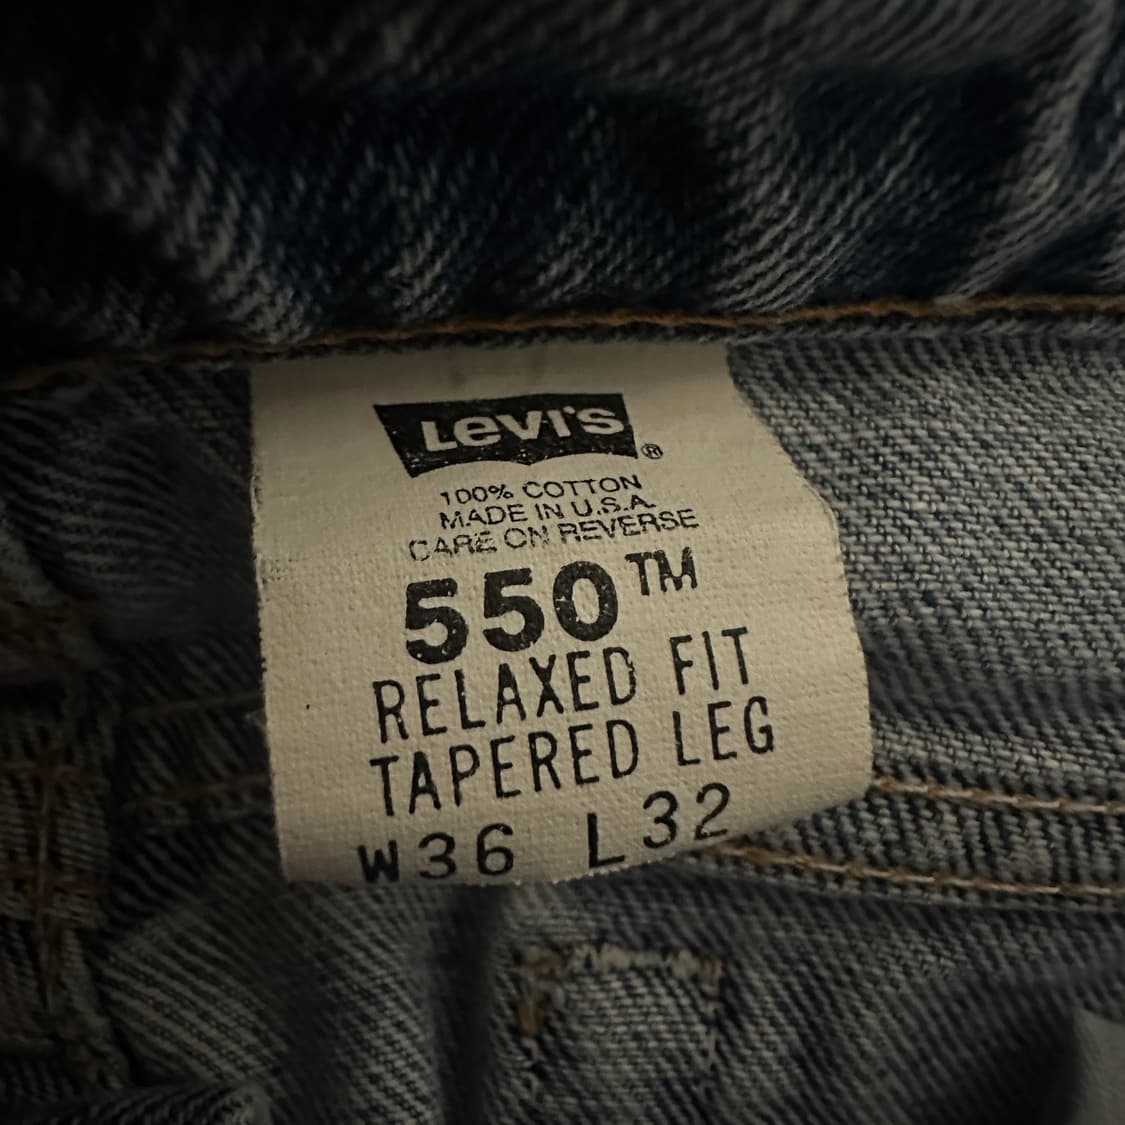 LEVI'S ®
100% COTTON
MADE IN U.S.A.
CARE ON REVERSE
550™
RELAXED FIT
TAPERED LEG
W36 L32